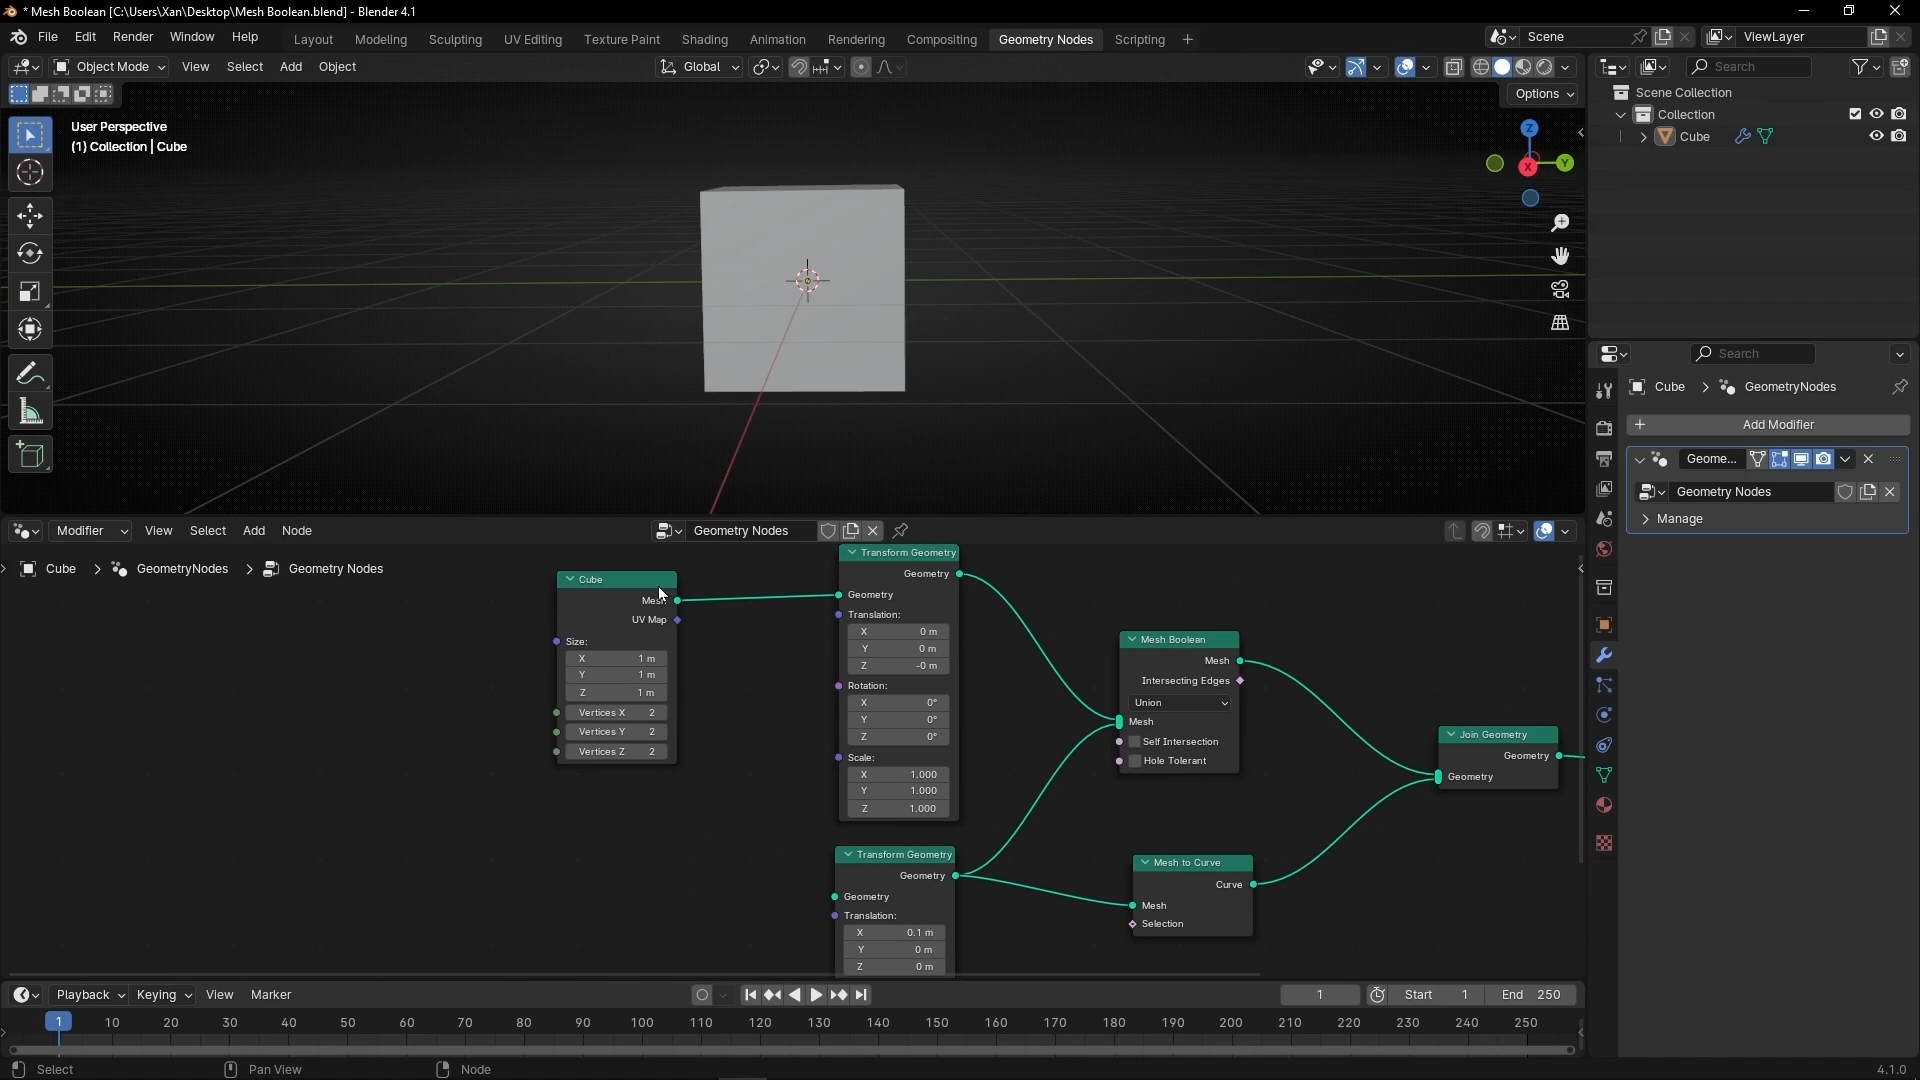 * Mesh Boolean [C:\Users\Xan\Desktop\Mesh Boolean.blend] - Blender 4.1
File Edit Render Window Help Layout Modeling Sculpting UV Editing Texture Paint Shading Animation Rendering Compositing Geometry Nodes Scripting + Scene ViewLayer
Object Mode View Select Add Object Global Search
Options
User Perspective
(1) Collection | Cube
Z
Y
X
Scene Collection
Collection
Cube
Search
Cube > GeometryNodes
+ Add Modifier
Geome...
Geometry Nodes
Manage
Modifier View Select Add Node Geometry Nodes
Cube > GeometryNodes > Geometry Nodes
Cube
Mesh
UV Map
Size:
X 1 m
Y 1 m
Z 1 m
Vertices X 2
Vertices Y 2
Vertices Z 2
Transform Geometry
Geometry
Geometry
Translation:
X 0 m
Y 0 m
Z -0 m
Rotation:
X 0°
Y 0°
Z 0°
Scale:
X 1.000
Y 1.000
Z 1.000
Transform Geometry
Geometry
Geometry
Translation:
X 0.1 m
Y 0 m
Z 0 m
Mesh Boolean
Mesh
Intersecting Edges
Union
Mesh
Self Intersection
Hole Tolerant
Mesh to Curve
Curve
Mesh
Selection
Join Geometry
Geometry
Geometry
Playback Keying View Marker 1 Start 1 End 250
1 10 20 30 40 50 60 70 80 90 100 110 120 130 140 150 160 170 180 190 200 210 220 230 240 250
Select Pan View Node 4.1.0